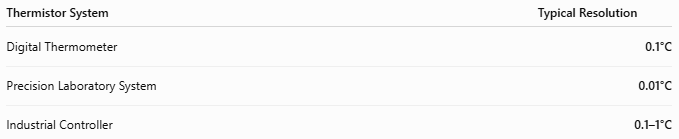 Thermistor System Typical Resolution
Digital Thermometer 0.1°C
Precision Laboratory System 0.01°C
Industrial Controller 0.1–1°C